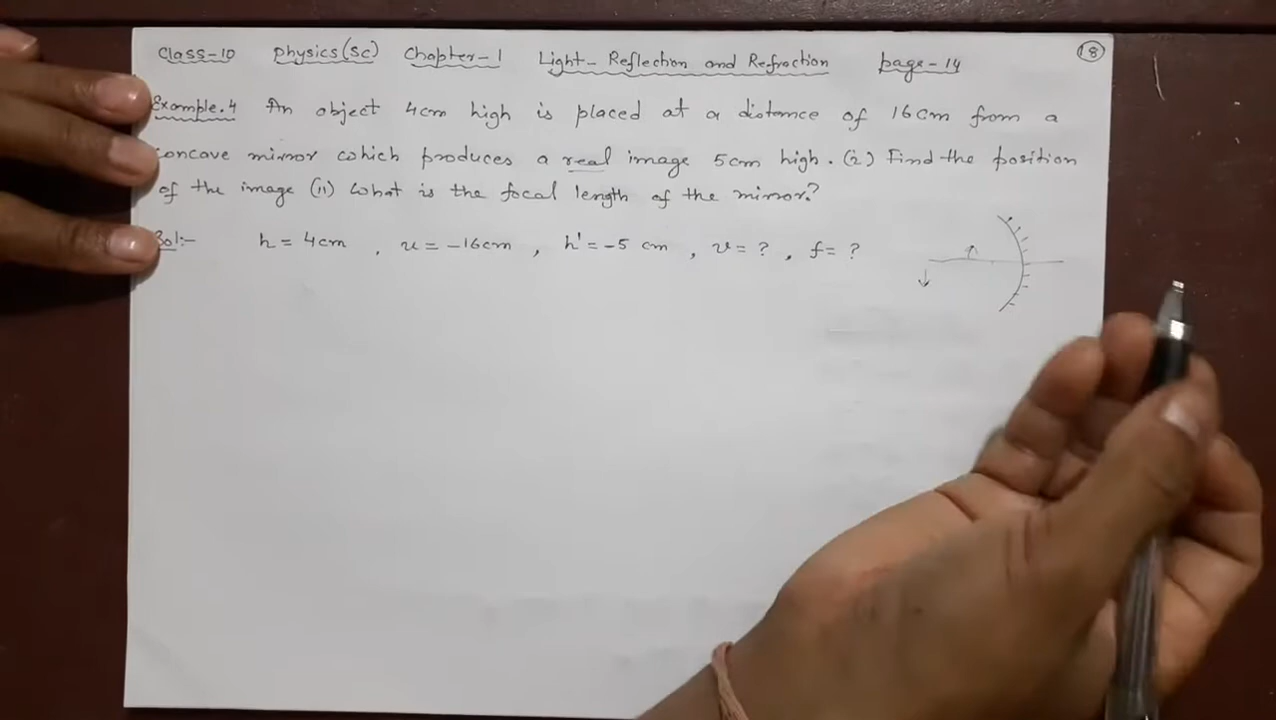 Class-10 Physics(SC) Chapter-1 Light-Reflection and Refraction page-14 18
Example.4 An object 4cm high is placed at a distance of 16cm from a
concave mirror which produces a real image 5cm high. (i) Find the position
of the image (ii) What is the focal length of the mirror?
Sol:- h = 4cm , u = -16cm , h' = -5 cm , v = ? , f = ?